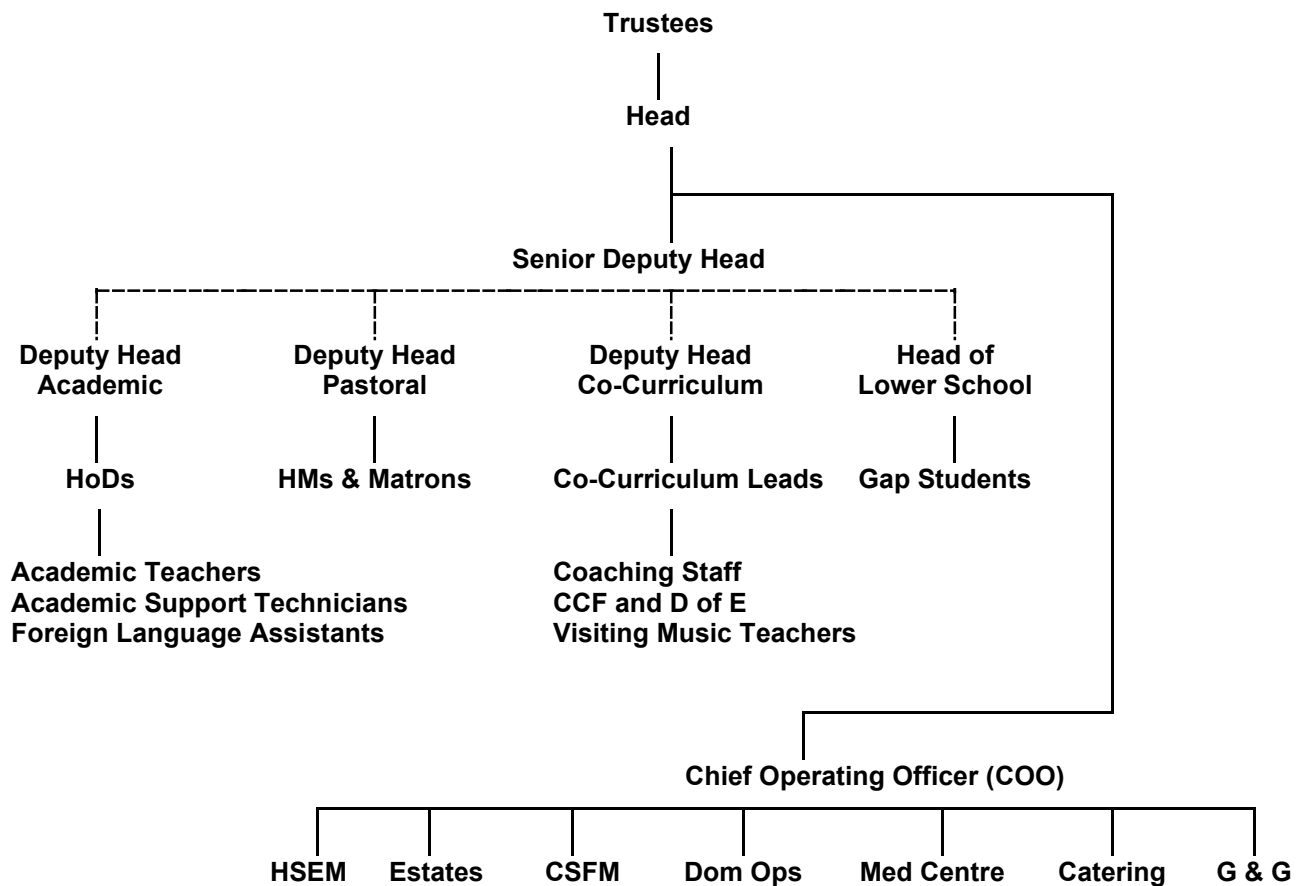 Trustees
Head
Senior Deputy Head
Deputy Head
Academic
Deputy Head
Pastoral
Deputy Head
Co-Curriculum
Head of
Lower School
HoDs
HMs & Matrons
Co-Curriculum Leads
Gap Students
Academic Teachers
Academic Support Technicians
Foreign Language Assistants
Coaching Staff
CCF and D of E
Visiting Music Teachers
Chief Operating Officer (COO)
HSEM
Estates
CSFM
Dom Ops
Med Centre
Catering
G & G